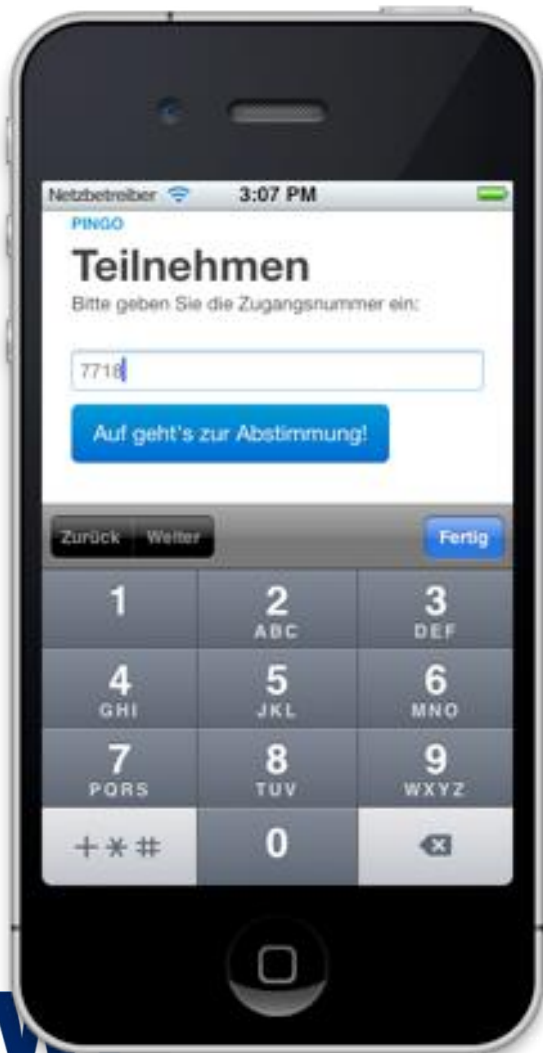 Netzbetreiber 3:07 PM
PINGO
Teilnehmen
Bitte geben Sie die Zugangsnummer ein:
7718
Auf geht's zur Abstimmung!
Zurück Weiter Fertig
1 2 3
ABC DEF
4 5 6
GHI JKL MNO
7 8 9
PQRS TUV WXYZ
+ * # 0
W